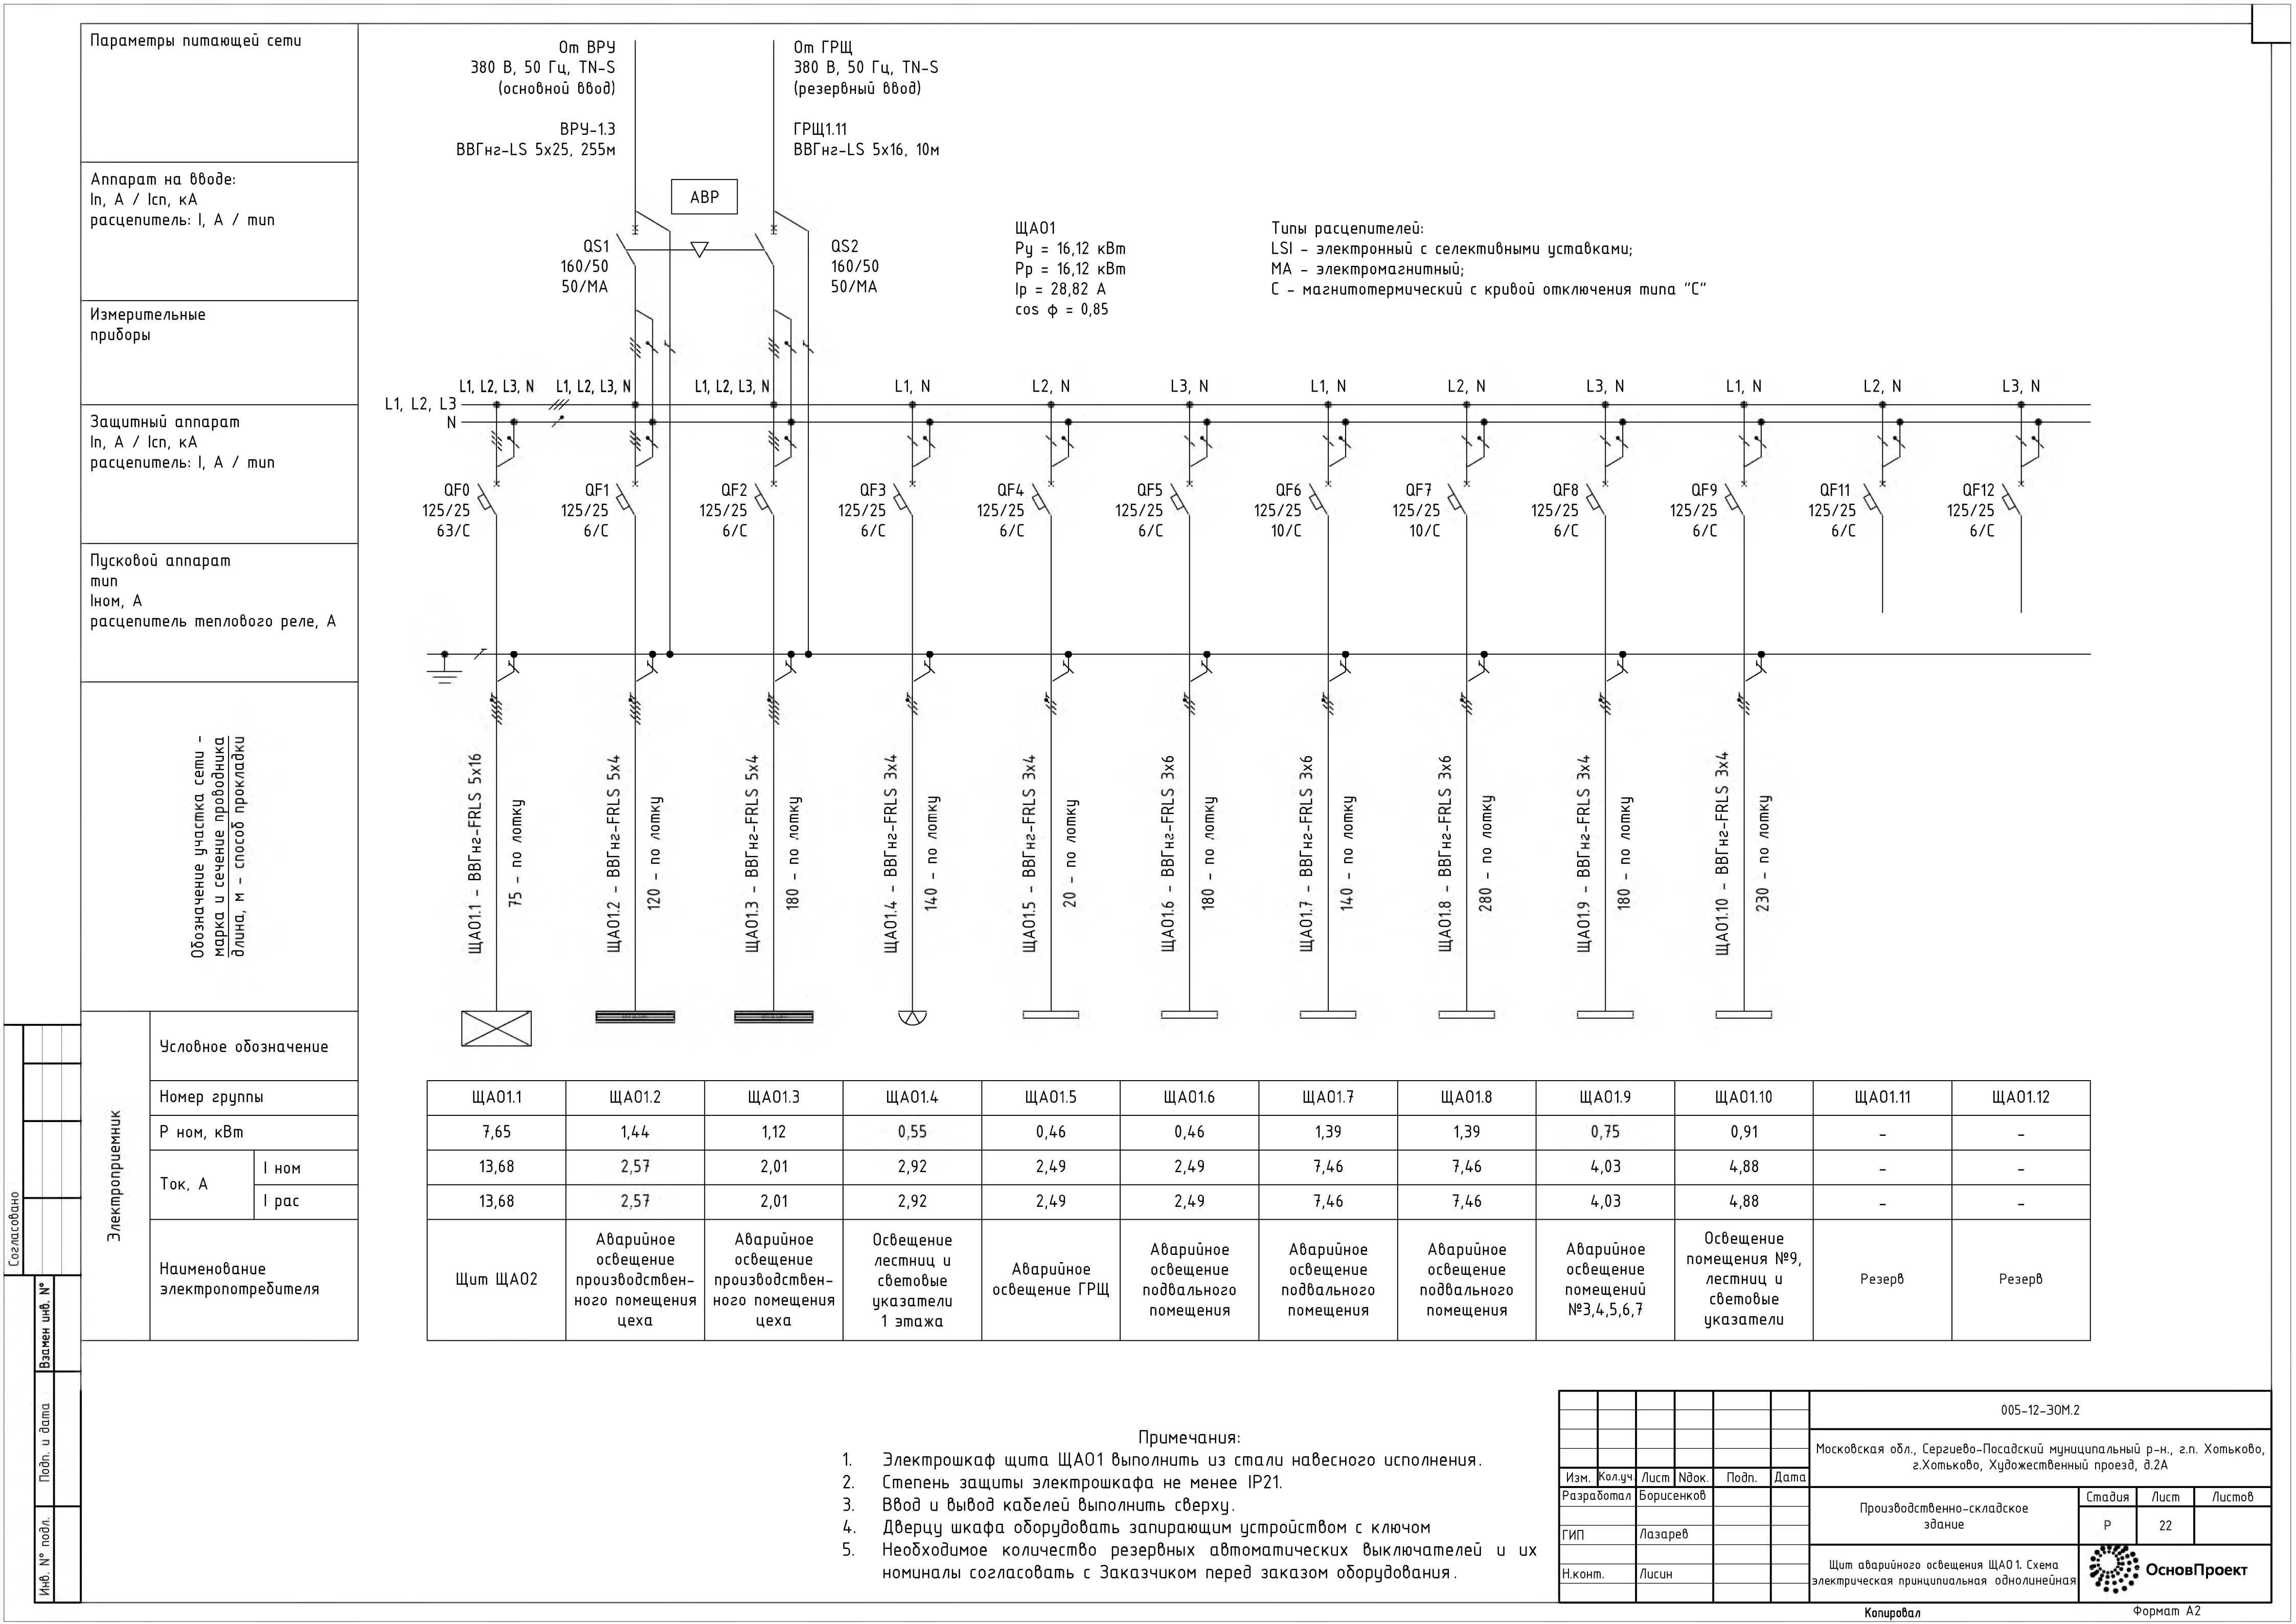 Параметры питающей сети
От ВРУ
380 В, 50 Гц, TN-S
(основной ввод)
ВРУ-1.3
ВВГнг-LS 5х25, 255м
От ГРЩ
380 В, 50 Гц, TN-S
(резервный ввод)
ГРЩ1.11
ВВГнг-LS 5х16, 10м
Аппарат на вводе:
In, А / Icn, кА
расцепитель: I, А / тип
АВР
QS1
160/50
50/МА
QS2
160/50
50/МА
ЩАО1
Ру = 16,12 кВт
Рр = 16,12 кВт
Iр = 28,82 А
cos φ = 0,85
Типы расцепителей:
LSI - электронный с селективными уставками;
МА - электромагнитный;
С - магнитотермический с кривой отключения типа "С"
Измерительные
приборы
L1, L2, L3, N L1, L2, L3, N L1, L2, L3, N L1, N L2, N L3, N L1, N L2, N L3, N L1, N L2, N L3, N
L1, L2, L3
N
Защитный аппарат
In, А / Icn, кА
расцепитель: I, А / тип
QF0 QF1 QF2 QF3 QF4 QF5 QF6 QF7 QF8 QF9 QF11 QF12
125/25 125/25 125/25 125/25 125/25 125/25 125/25 125/25 125/25 125/25 125/25 125/25
63/С 6/С 6/С 6/С 6/С 6/С 10/С 10/С 6/С 6/С 6/С 6/С
Пусковой аппарат
тип
Iном, А
расцепитель теплового реле, А
Обозначение участка сети -
марка и сечение проводника
длина, м - способ прокладки
ЩАО1.1 - ВВГнг-FRLS 5х16
75 - по лотку
ЩАО1.2 - ВВГнг-FRLS 5х4
120 - по лотку
ЩАО1.3 - ВВГнг-FRLS 5х4
180 - по лотку
ЩАО1.4 - ВВГнг-FRLS 3х4
140 - по лотку
ЩАО1.5 - ВВГнг-FRLS 3х4
20 - по лотку
ЩАО1.6 - ВВГнг-FRLS 3х6
180 - по лотку
ЩАО1.7 - ВВГнг-FRLS 3х6
140 - по лотку
ЩАО1.8 - ВВГнг-FRLS 3х6
280 - по лотку
ЩАО1.9 - ВВГнг-FRLS 3х4
180 - по лотку
ЩАО1.10 - ВВГнг-FRLS 3х4
230 - по лотку
Электроприемник
Условное обозначение
Номер группы ЩАО1.1 ЩАО1.2 ЩАО1.3 ЩАО1.4 ЩАО1.5 ЩАО1.6 ЩАО1.7 ЩАО1.8 ЩАО1.9 ЩАО1.10 ЩАО1.11 ЩАО1.12
Р ном, кВт 7,65 1,44 1,12 0,55 0,46 0,46 1,39 1,39 0,75 0,91 - -
Ток, А
I ном 13,68 2,57 2,01 2,92 2,49 2,49 7,46 7,46 4,03 4,88 - -
I рас 13,68 2,57 2,01 2,92 2,49 2,49 7,46 7,46 4,03 4,88 - -
Наименование
электропотребителя
Щит ЩАО2
Аварийное
освещение
производствен-
ного помещения
цеха
Аварийное
освещение
производствен-
ного помещения
цеха
Освещение
лестниц и
световые
указатели
1 этажа
Аварийное
освещение ГРЩ
Аварийное
освещение
подвального
помещения
Аварийное
освещение
подвального
помещения
Аварийное
освещение
подвального
помещения
Аварийное
освещение
помещений
№3,4,5,6,7
Освещение
помещения №9,
лестниц и
световые
указатели
Резерв
Резерв
Согласовано
Взамен инв. №
Подп. и дата
Инв. № подл.
Примечания:
1. Электрошкаф щита ЩАО1 выполнить из стали навесного исполнения.
2. Степень защиты электрошкафа не менее IP21.
3. Ввод и вывод кабелей выполнить сверху.
4. Дверцу шкафа оборудовать запирающим устройством с ключом
5. Необходимое количество резервных автоматических выключателей и их
номиналы согласовать с Заказчиком перед заказом оборудования.
005-12-ЭОМ.2
Московская обл., Сергиево-Посадский муниципальный р-н., г.п. Хотьково,
г.Хотьково, Художественный проезд, д.2А
Изм. Кол.уч. Лист Nдок. Подп. Дата
Разработал Борисенков
ГИП Лазарев
Н.конт. Лисин
Производственно-складское
здание
Стадия Лист Листов
Р 22
Щит аварийного освещения ЩАО1. Схема
электрическая принципиальная однолинейная
ОсновПроект
Копировал
Формат А2